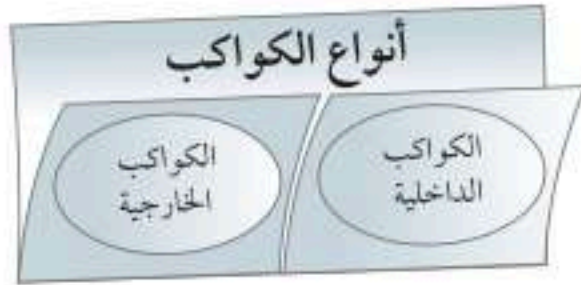 أنواع الكواكب
الكواكب
الداخلية
الكواكب
الخارجية